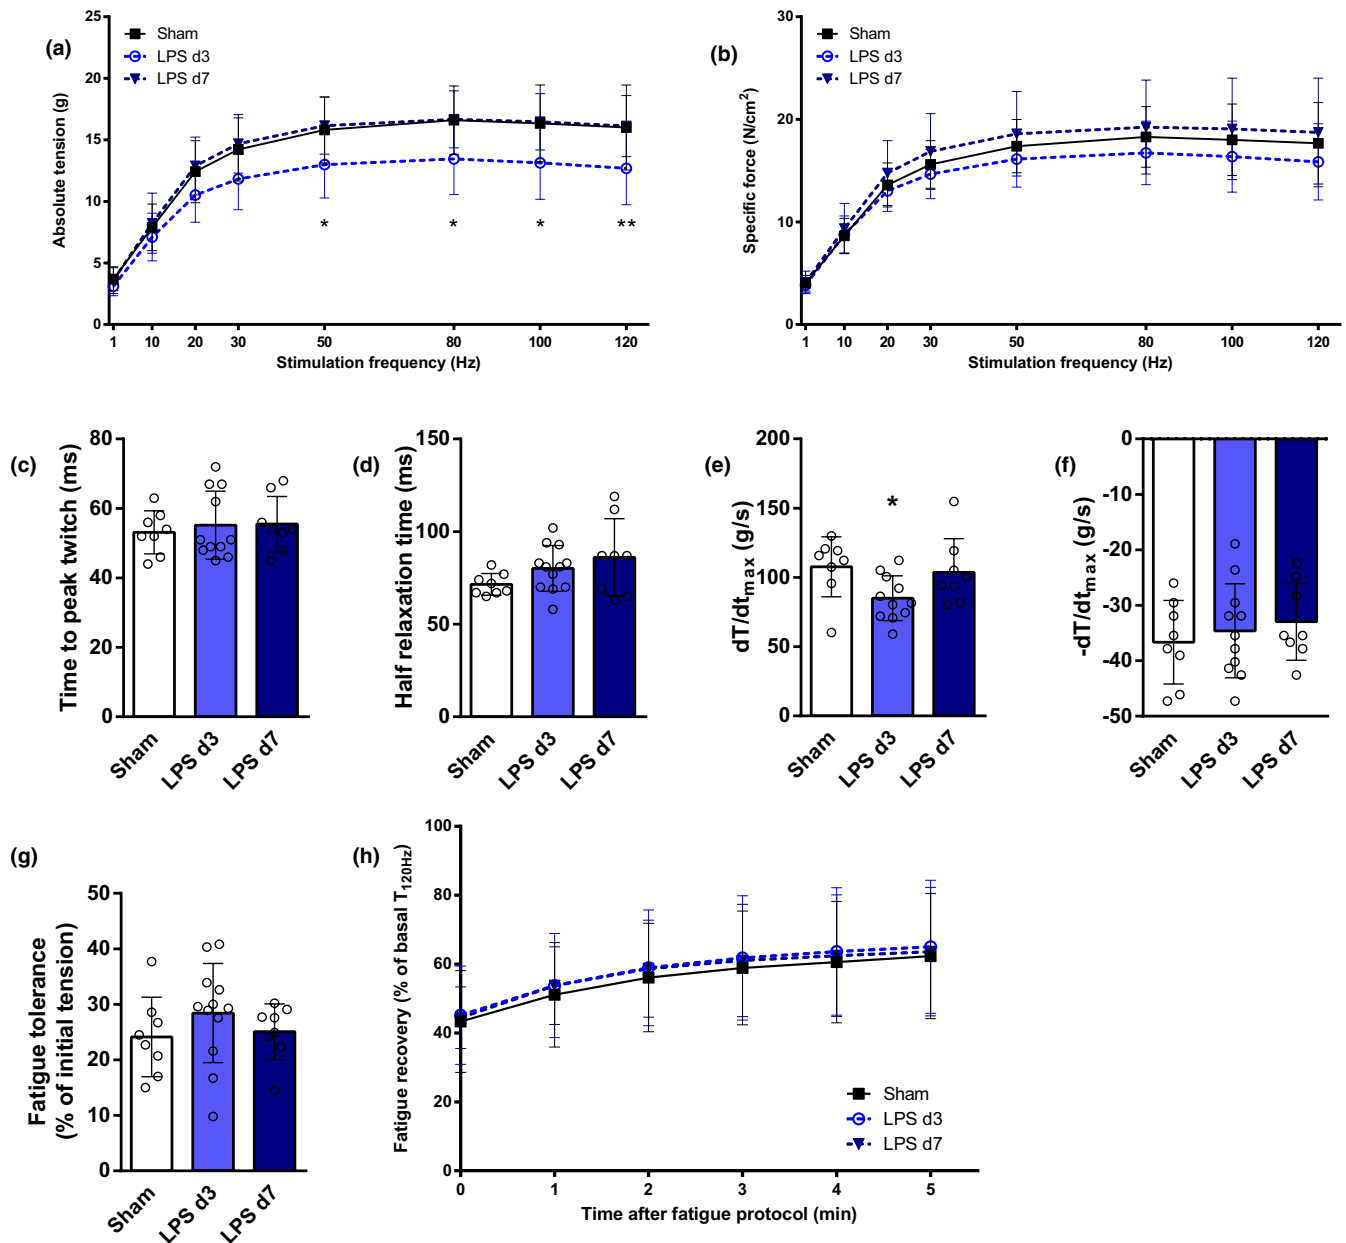 (a)
Absolute tension (g)
25
20
15
10
5
0
Sham
LPS d3
LPS d7
*
*
*
**
1
10
20
30
50
80
100
120
Stimulation frequency (Hz)
(b)
Specific force (N/cm²)
30
20
10
0
Sham
LPS d3
LPS d7
1
10
20
30
50
80
100
120
Stimulation frequency (Hz)
(c)
Time to peak twitch (ms)
80
60
40
20
0
Sham
LPS d3
LPS d7
(d)
Half relaxation time (ms)
150
100
50
0
Sham
LPS d3
LPS d7
(e)
dT/dtmax (g/s)
200
150
100
50
0
*
Sham
LPS d3
LPS d7
(f)
-dT/dtmax (g/s)
0
-10
-20
-30
-40
-50
Sham
LPS d3
LPS d7
(g)
Fatigue tolerance
(% of initial tension)
50
40
30
20
10
0
Sham
LPS d3
LPS d7
(h)
Fatigue recovery (% of basal T120Hz)
100
80
60
40
20
0
Sham
LPS d3
LPS d7
0
1
2
3
4
5
Time after fatigue protocol (min)